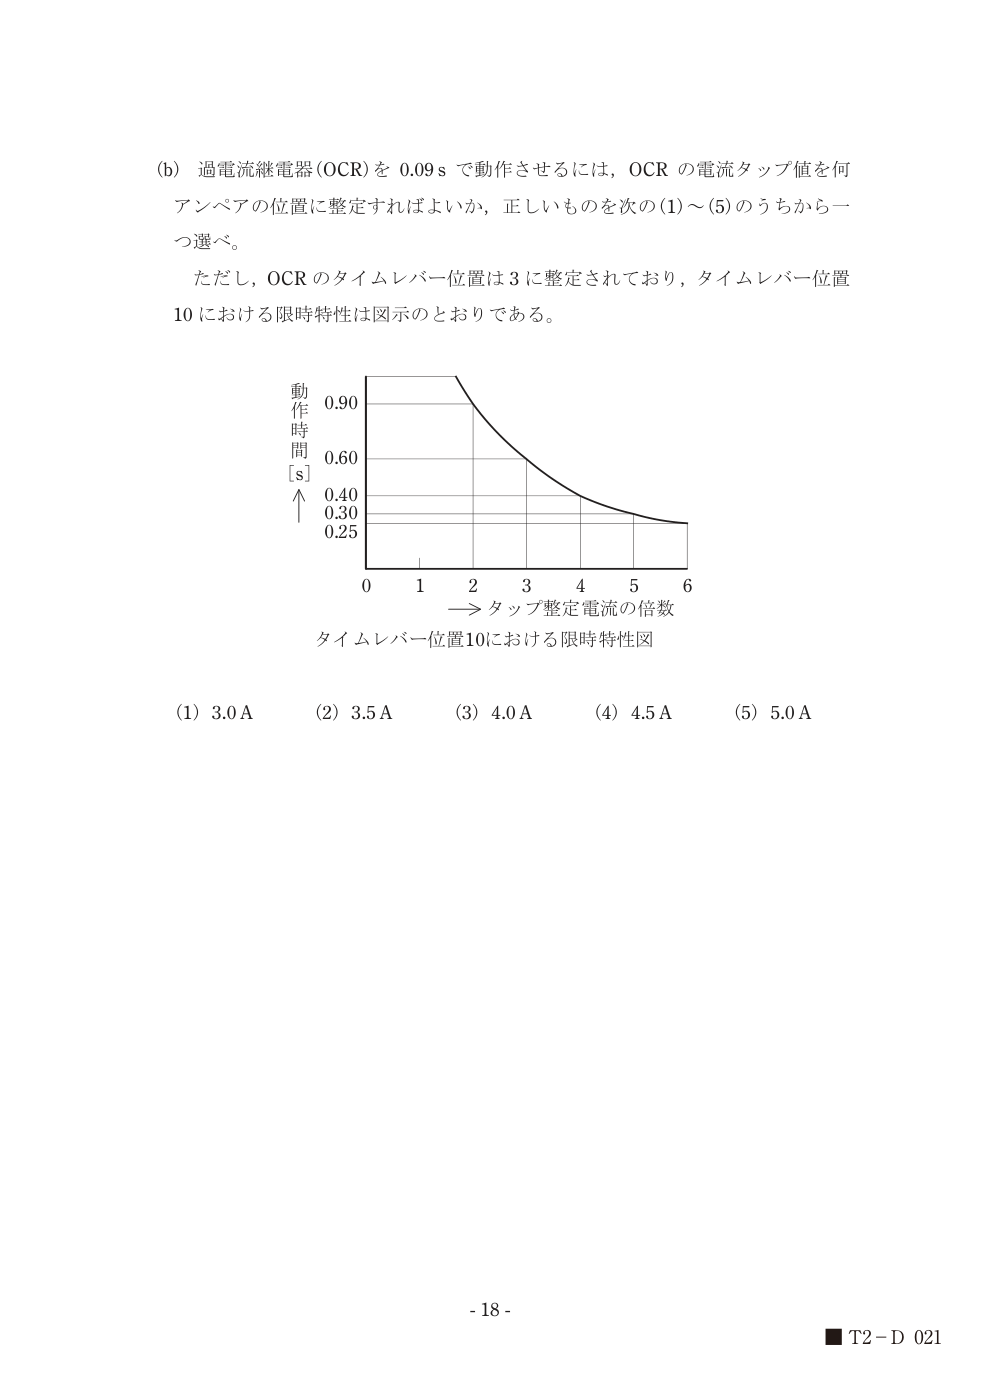 (b) 過電流継電器(OCR)を 0.09 s で動作させるには，OCR の電流タップ値を何
アンペアの位置に整定すればよいか，正しいものを次の(1)～(5)のうちから一
つ選べ。
ただし，OCR のタイムレバー位置は 3 に整定されており，タイムレバー位置
10 における限時特性は図示のとおりである。
動作時間[s]
0.90
0.60
0.40
0.30
0.25
0 1 2 3 4 5 6
→ タップ整定電流の倍数
タイムレバー位置10における限時特性図
(1) 3.0 A (2) 3.5 A (3) 4.0 A (4) 4.5 A (5) 5.0 A
- 18 -
■ T2－D 021